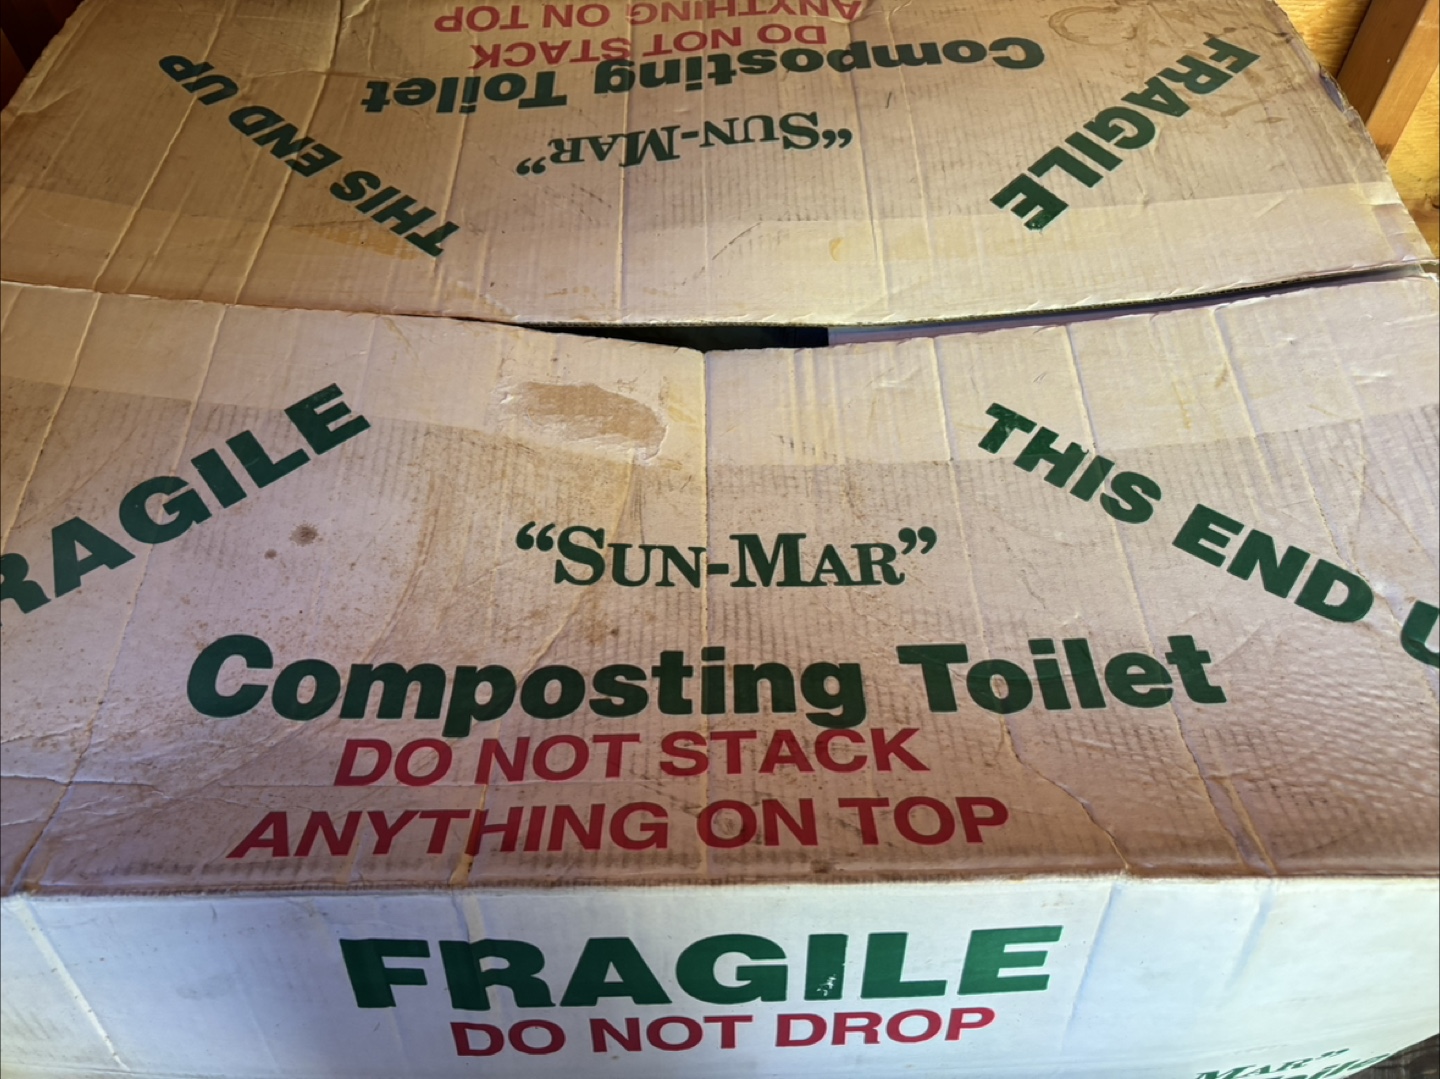 ANYTHING ON TOP
DO NOT STACK
Composting Toilet
"SUN-MAR"
THIS END UP
FRAGILE
RAGILE
THIS END U
"SUN-MAR"
Composting Toilet
DO NOT STACK
ANYTHING ON TOP
FRAGILE
DO NOT DROP
MAR"